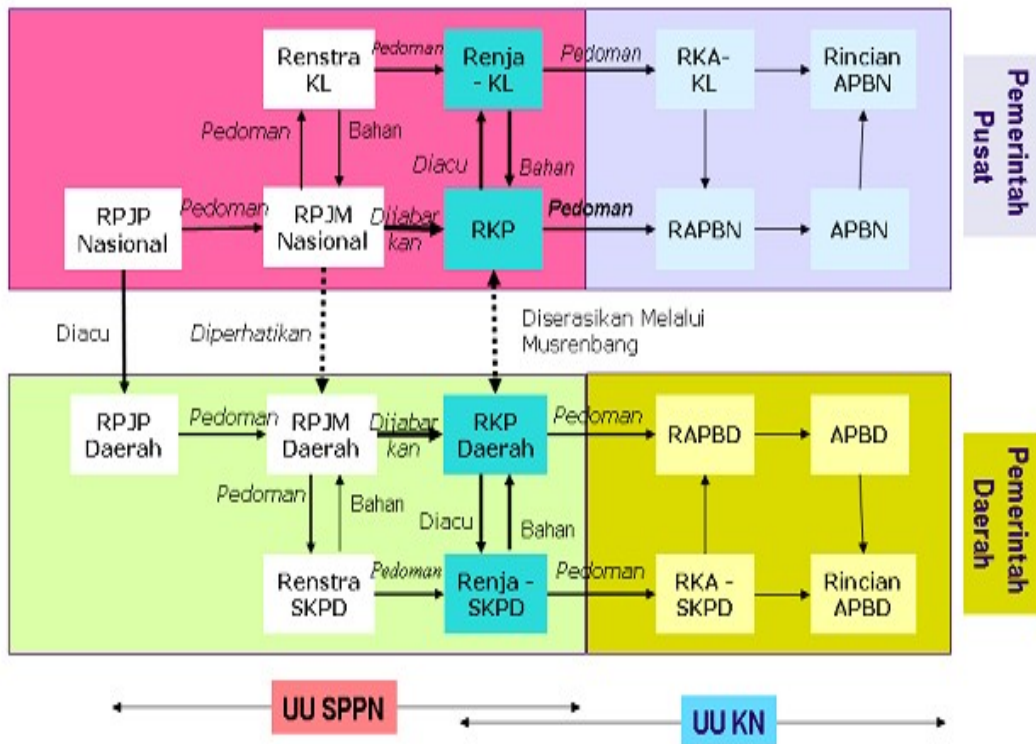 Renstra
KL
Pedoman
Renja
- KL
Pedoman
RKA-
KL
Rincian
APBN
Pedoman
Bahan
Diacu
Bahan
RPJP
Nasional
Pedoman
RPJM
Nasional
Dijabar
kan
RKP
Pedoman
RAPBN
APBN
Pemerintah
Pusat
Diacu
Diperhatikan
Diserasikan Melalui
Musrenbang
RPJP
Daerah
Pedoman
RPJM
Daerah
Dijabar
kan
RKP
Daerah
Pedoman
RAPBD
APBD
Pedoman
Bahan
Diacu
Bahan
Renstra
SKPD
Pedoman
Renja -
SKPD
Pedoman
RKA -
SKPD
Rincian
APBD
Pemerintah
Daerah
UU SPPN
UU KN